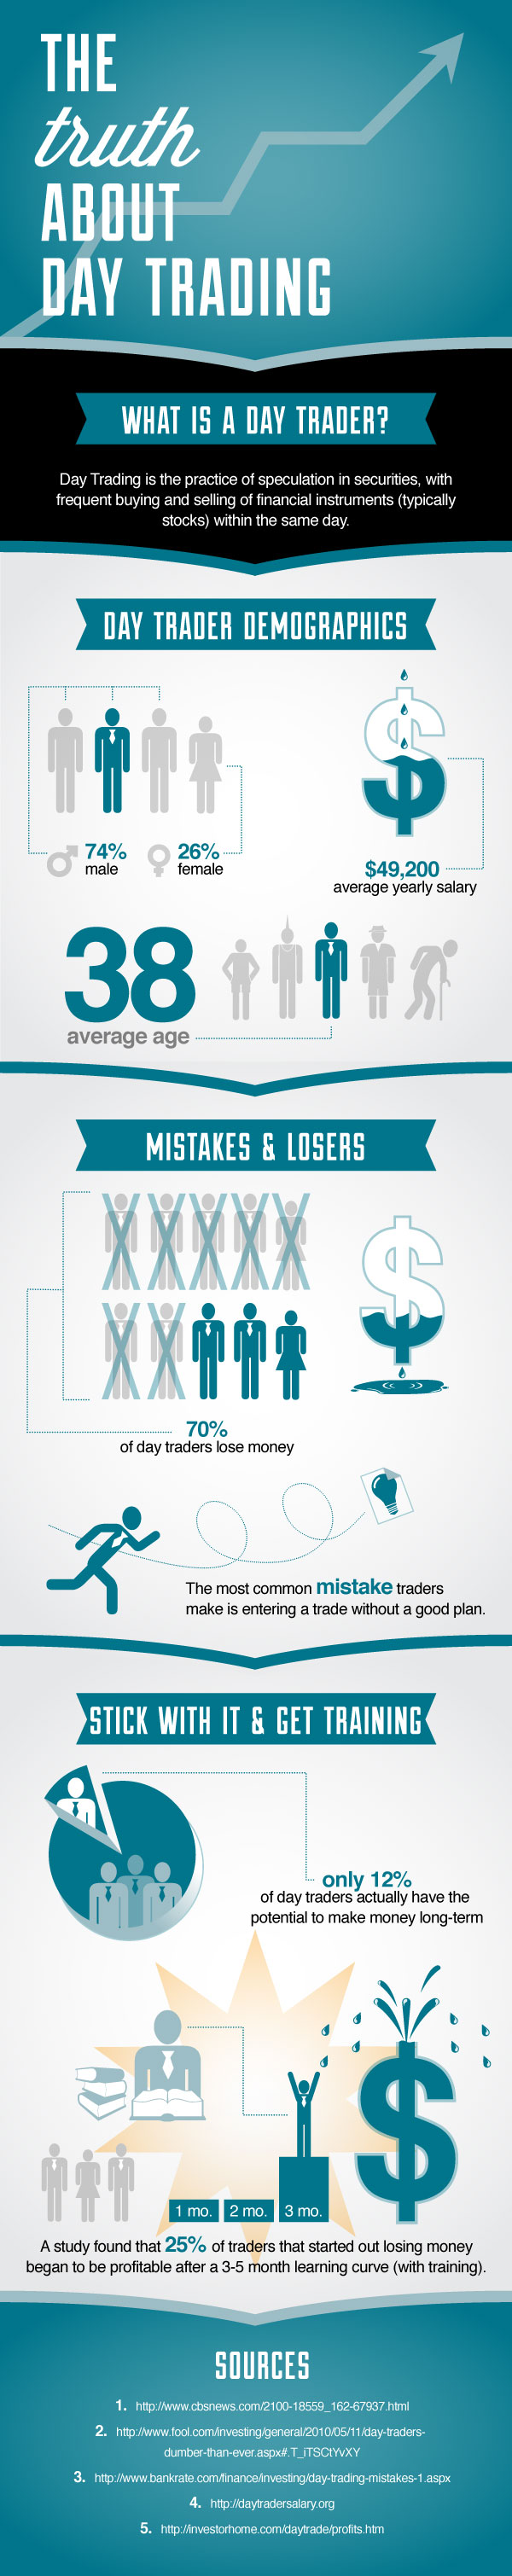 THE
truth
ABOUT
DAY TRADING
WHAT IS A DAY TRADER?
Day Trading is the practice of speculation in securities, with
frequent buying and selling of financial instruments (typically
stocks) within the same day.
DAY TRADER DEMOGRAPHICS
74%
male
26%
female
$
$49,200
average yearly salary
38
average age
MISTAKES & LOSERS
$
70%
of day traders lose money
The most common mistake traders
make is entering a trade without a good plan.
STICK WITH IT & GET TRAINING
only 12%
of day traders actually have the
potential to make money long-term
$
1 mo. 2 mo. 3 mo.
A study found that 25% of traders that started out losing money
began to be profitable after a 3-5 month learning curve (with training).
SOURCES
1. http://www.cbsnews.com/2100-18559_162-67937.html
2. http://www.fool.com/investing/general/2010/05/11/day-traders-
dumber-than-ever.aspx#.T_iTSCtYvXY
3. http://www.bankrate.com/finance/investing/day-trading-mistakes-1.aspx
4. http://daytradersalary.org
5. http://investorhome.com/daytrade/profits.htm